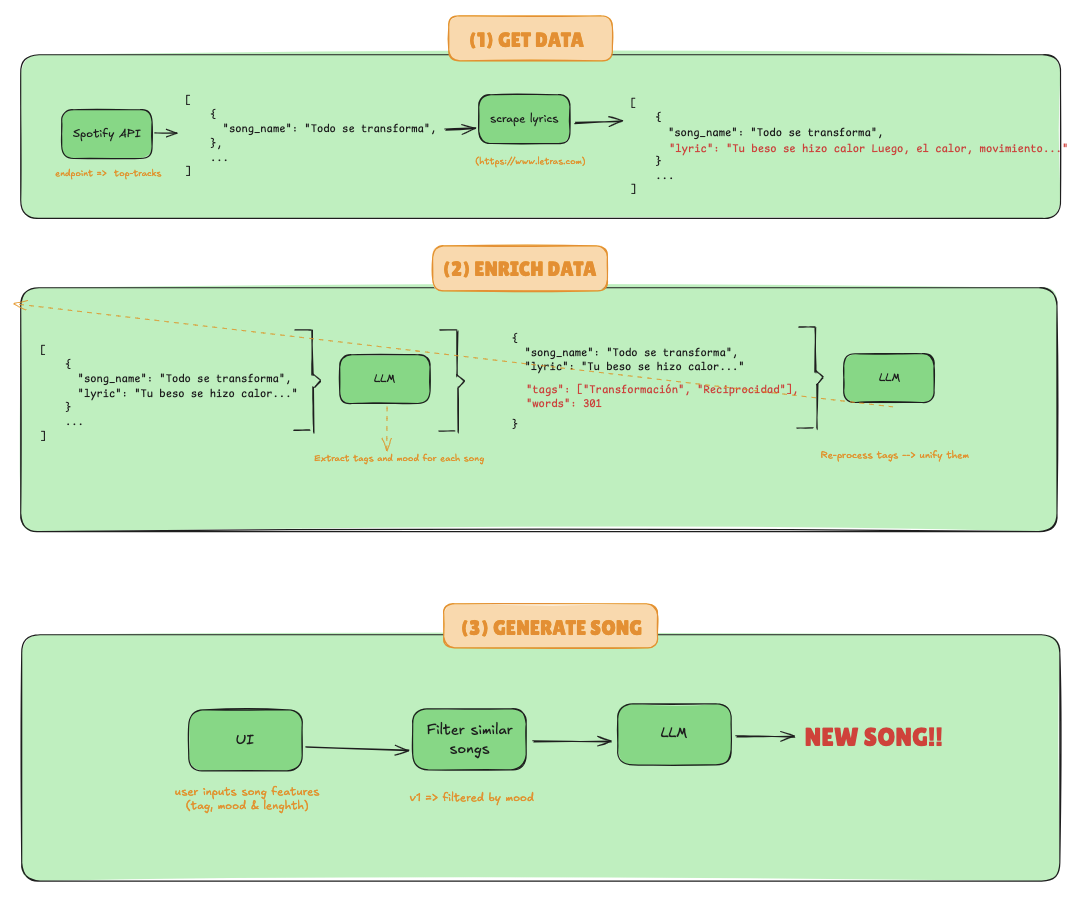 (1) GET DATA
Spotify API
endpoint => top-tracks
[
{
"song_name": "Todo se transforma",
},
...
]
scrape lyrics
(https://www.letras.com)
[
{
"song_name": "Todo se transforma",
"lyric": "Tu beso se hizo calor Luego, el calor, movimiento..."
}
...
]
(2) ENRICH DATA
[
{
"song_name": "Todo se transforma",
"lyric": "Tu beso se hizo calor..."
}
...
]
LLM
Extract tags and mood for each song
{
"song_name": "Todo se transforma",
"lyric": "Tu beso se hizo calor..."
"tags": ["Transformación", "Reciprocidad"],
"words": 301
}
LLM
Re-process tags --> unify them
(3) GENERATE SONG
UI
user inputs song features
(tag, mood & lenghth)
Filter similar
songs
v1 => filtered by mood
LLM
NEW SONG!!